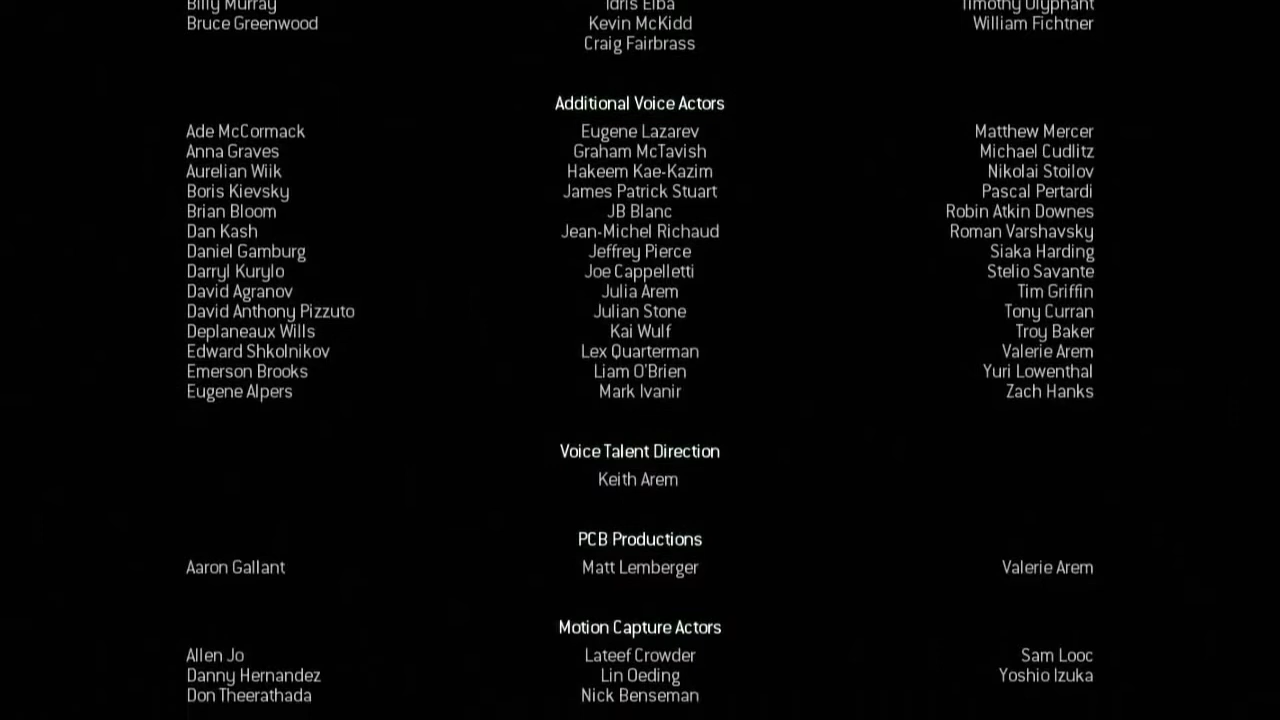 Billy Murray Idris Elba Timothy Olyphant
Bruce Greenwood Kevin McKidd William Fichtner
Craig Fairbrass
Additional Voice Actors
Ade McCormack Eugene Lazarev Matthew Mercer
Anna Graves Graham McTavish Michael Cudlitz
Aurelian Wiik Hakeem Kae-Kazim Nikolai Stoilov
Boris Kievsky James Patrick Stuart Pascal Pertardi
Brian Bloom JB Blanc Robin Atkin Downes
Dan Kash Jean-Michel Richaud Roman Varshavsky
Daniel Gamburg Jeffrey Pierce Siaka Harding
Darryl Kurylo Joe Cappelletti Stelio Savante
David Agranov Julia Arem Tim Griffin
David Anthony Pizzuto Julian Stone Tony Curran
Deplaneaux Wills Kai Wulf Troy Baker
Edward Shkolnikov Lex Quarterman Valerie Arem
Emerson Brooks Liam O'Brien Yuri Lowenthal
Eugene Alpers Mark Ivanir Zach Hanks
Voice Talent Direction
Keith Arem
PCB Productions
Aaron Gallant Matt Lemberger Valerie Arem
Motion Capture Actors
Allen Jo Lateef Crowder Sam Looc
Danny Hernandez Lin Oeding Yoshio Izuka
Don Theerathada Nick Benseman